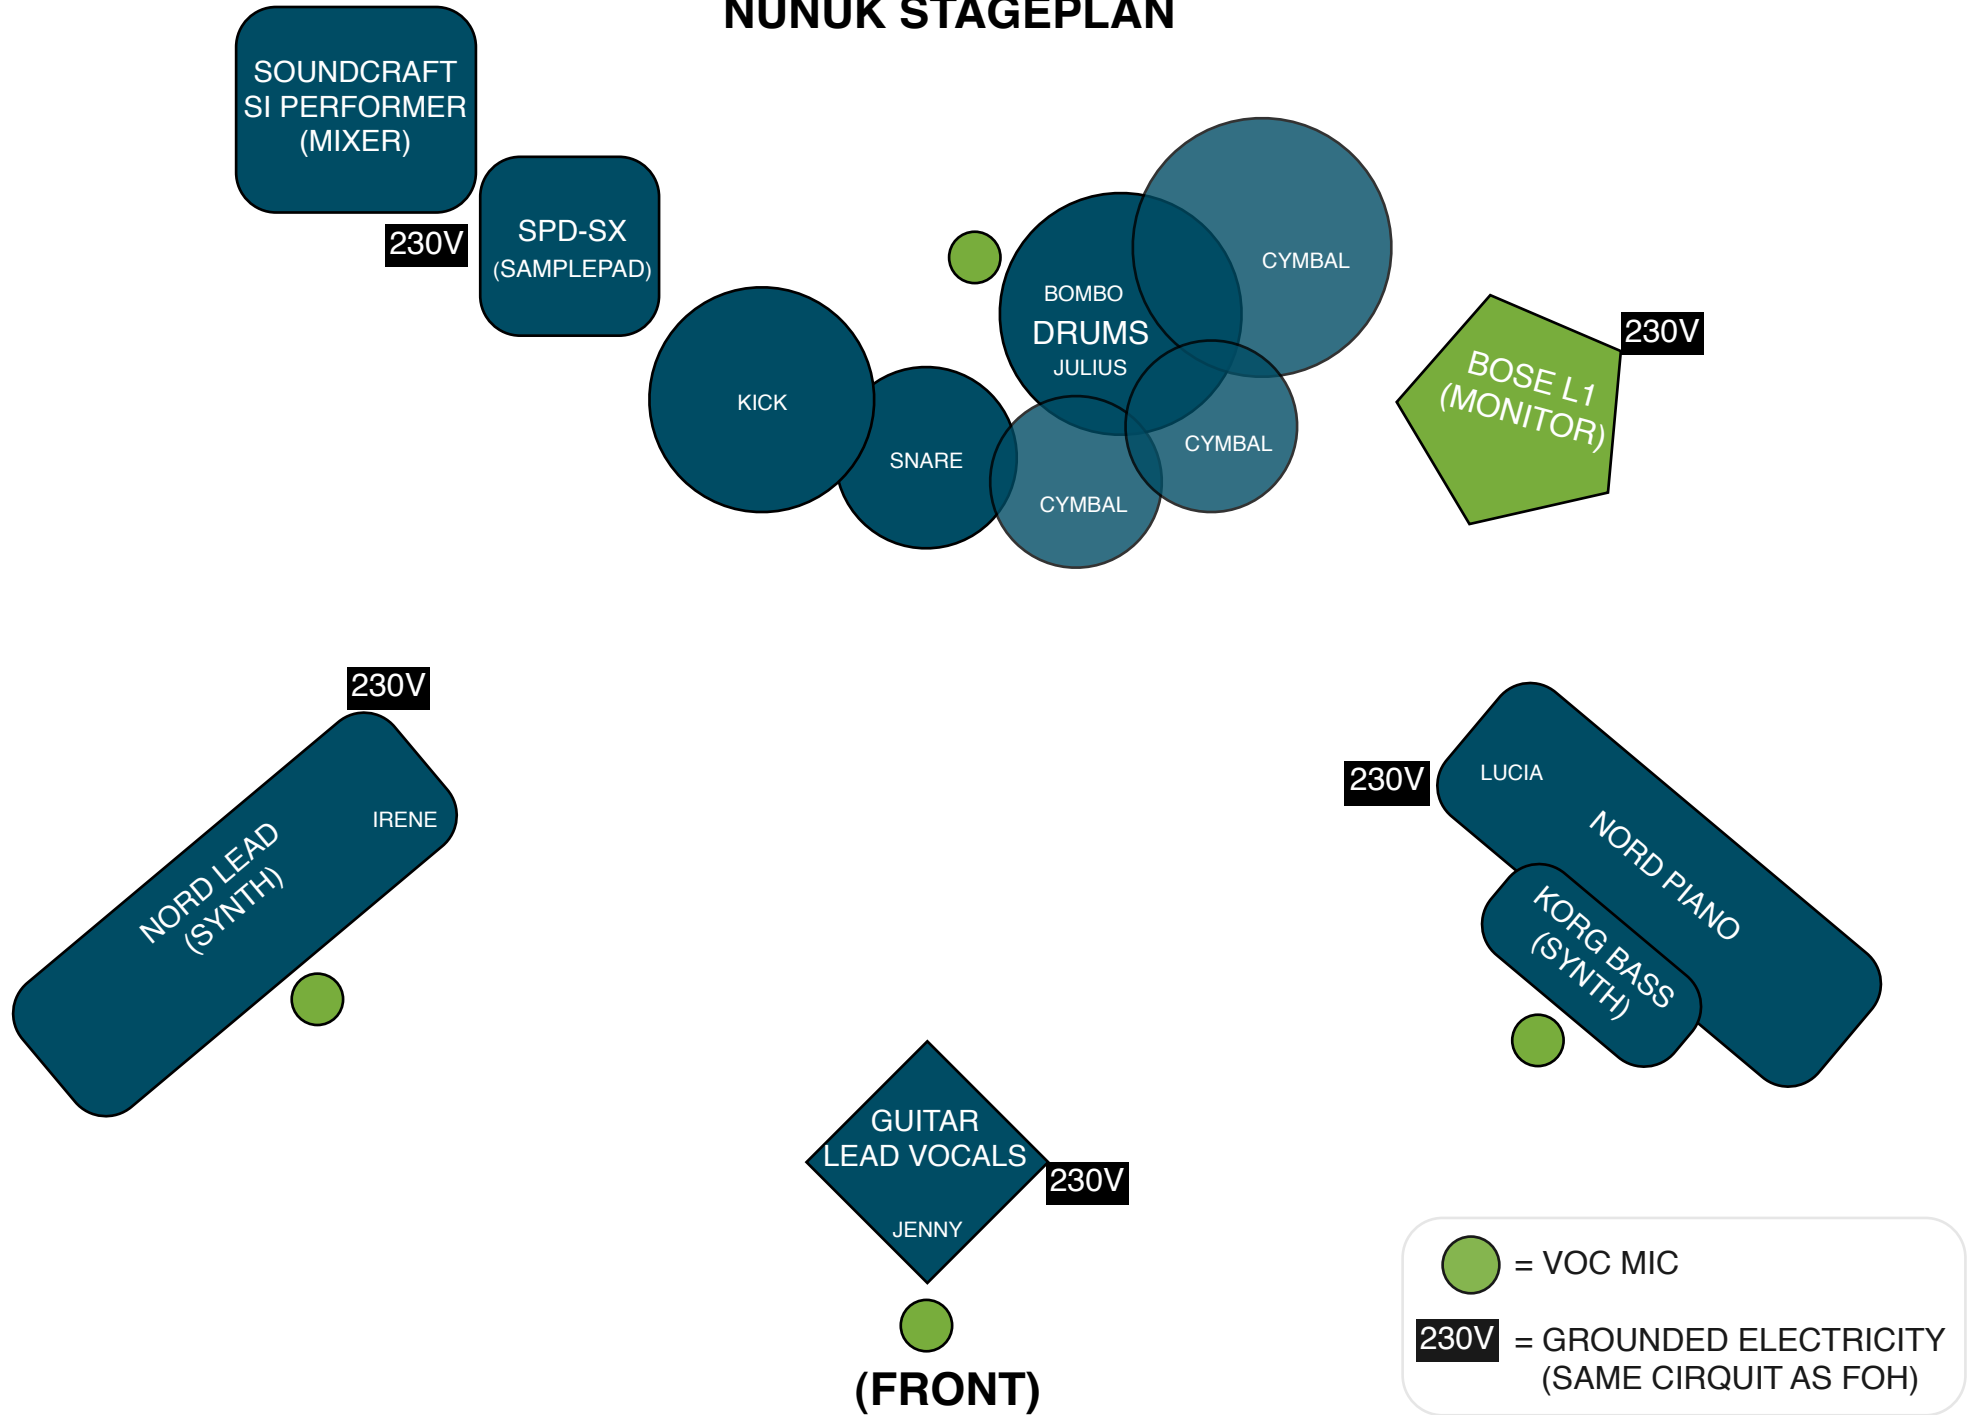 NUNUK STAGEPLAN
SOUNDCRAFT
SI PERFORMER
(MIXER)
230V
SPD-SX
(SAMPLEPAD)
KICK
SNARE
BOMBO
DRUMS
JULIUS
CYMBAL
CYMBAL
CYMBAL
BOSE L1
(MONITOR)
230V
230V
IRENE
NORD LEAD
(SYNTH)
230V
LUCIA
NORD PIANO
KORG BASS
(SYNTH)
GUITAR
LEAD VOCALS
JENNY
230V
(FRONT)
= VOC MIC
230V = GROUNDED ELECTRICITY
(SAME CIRQUIT AS FOH)